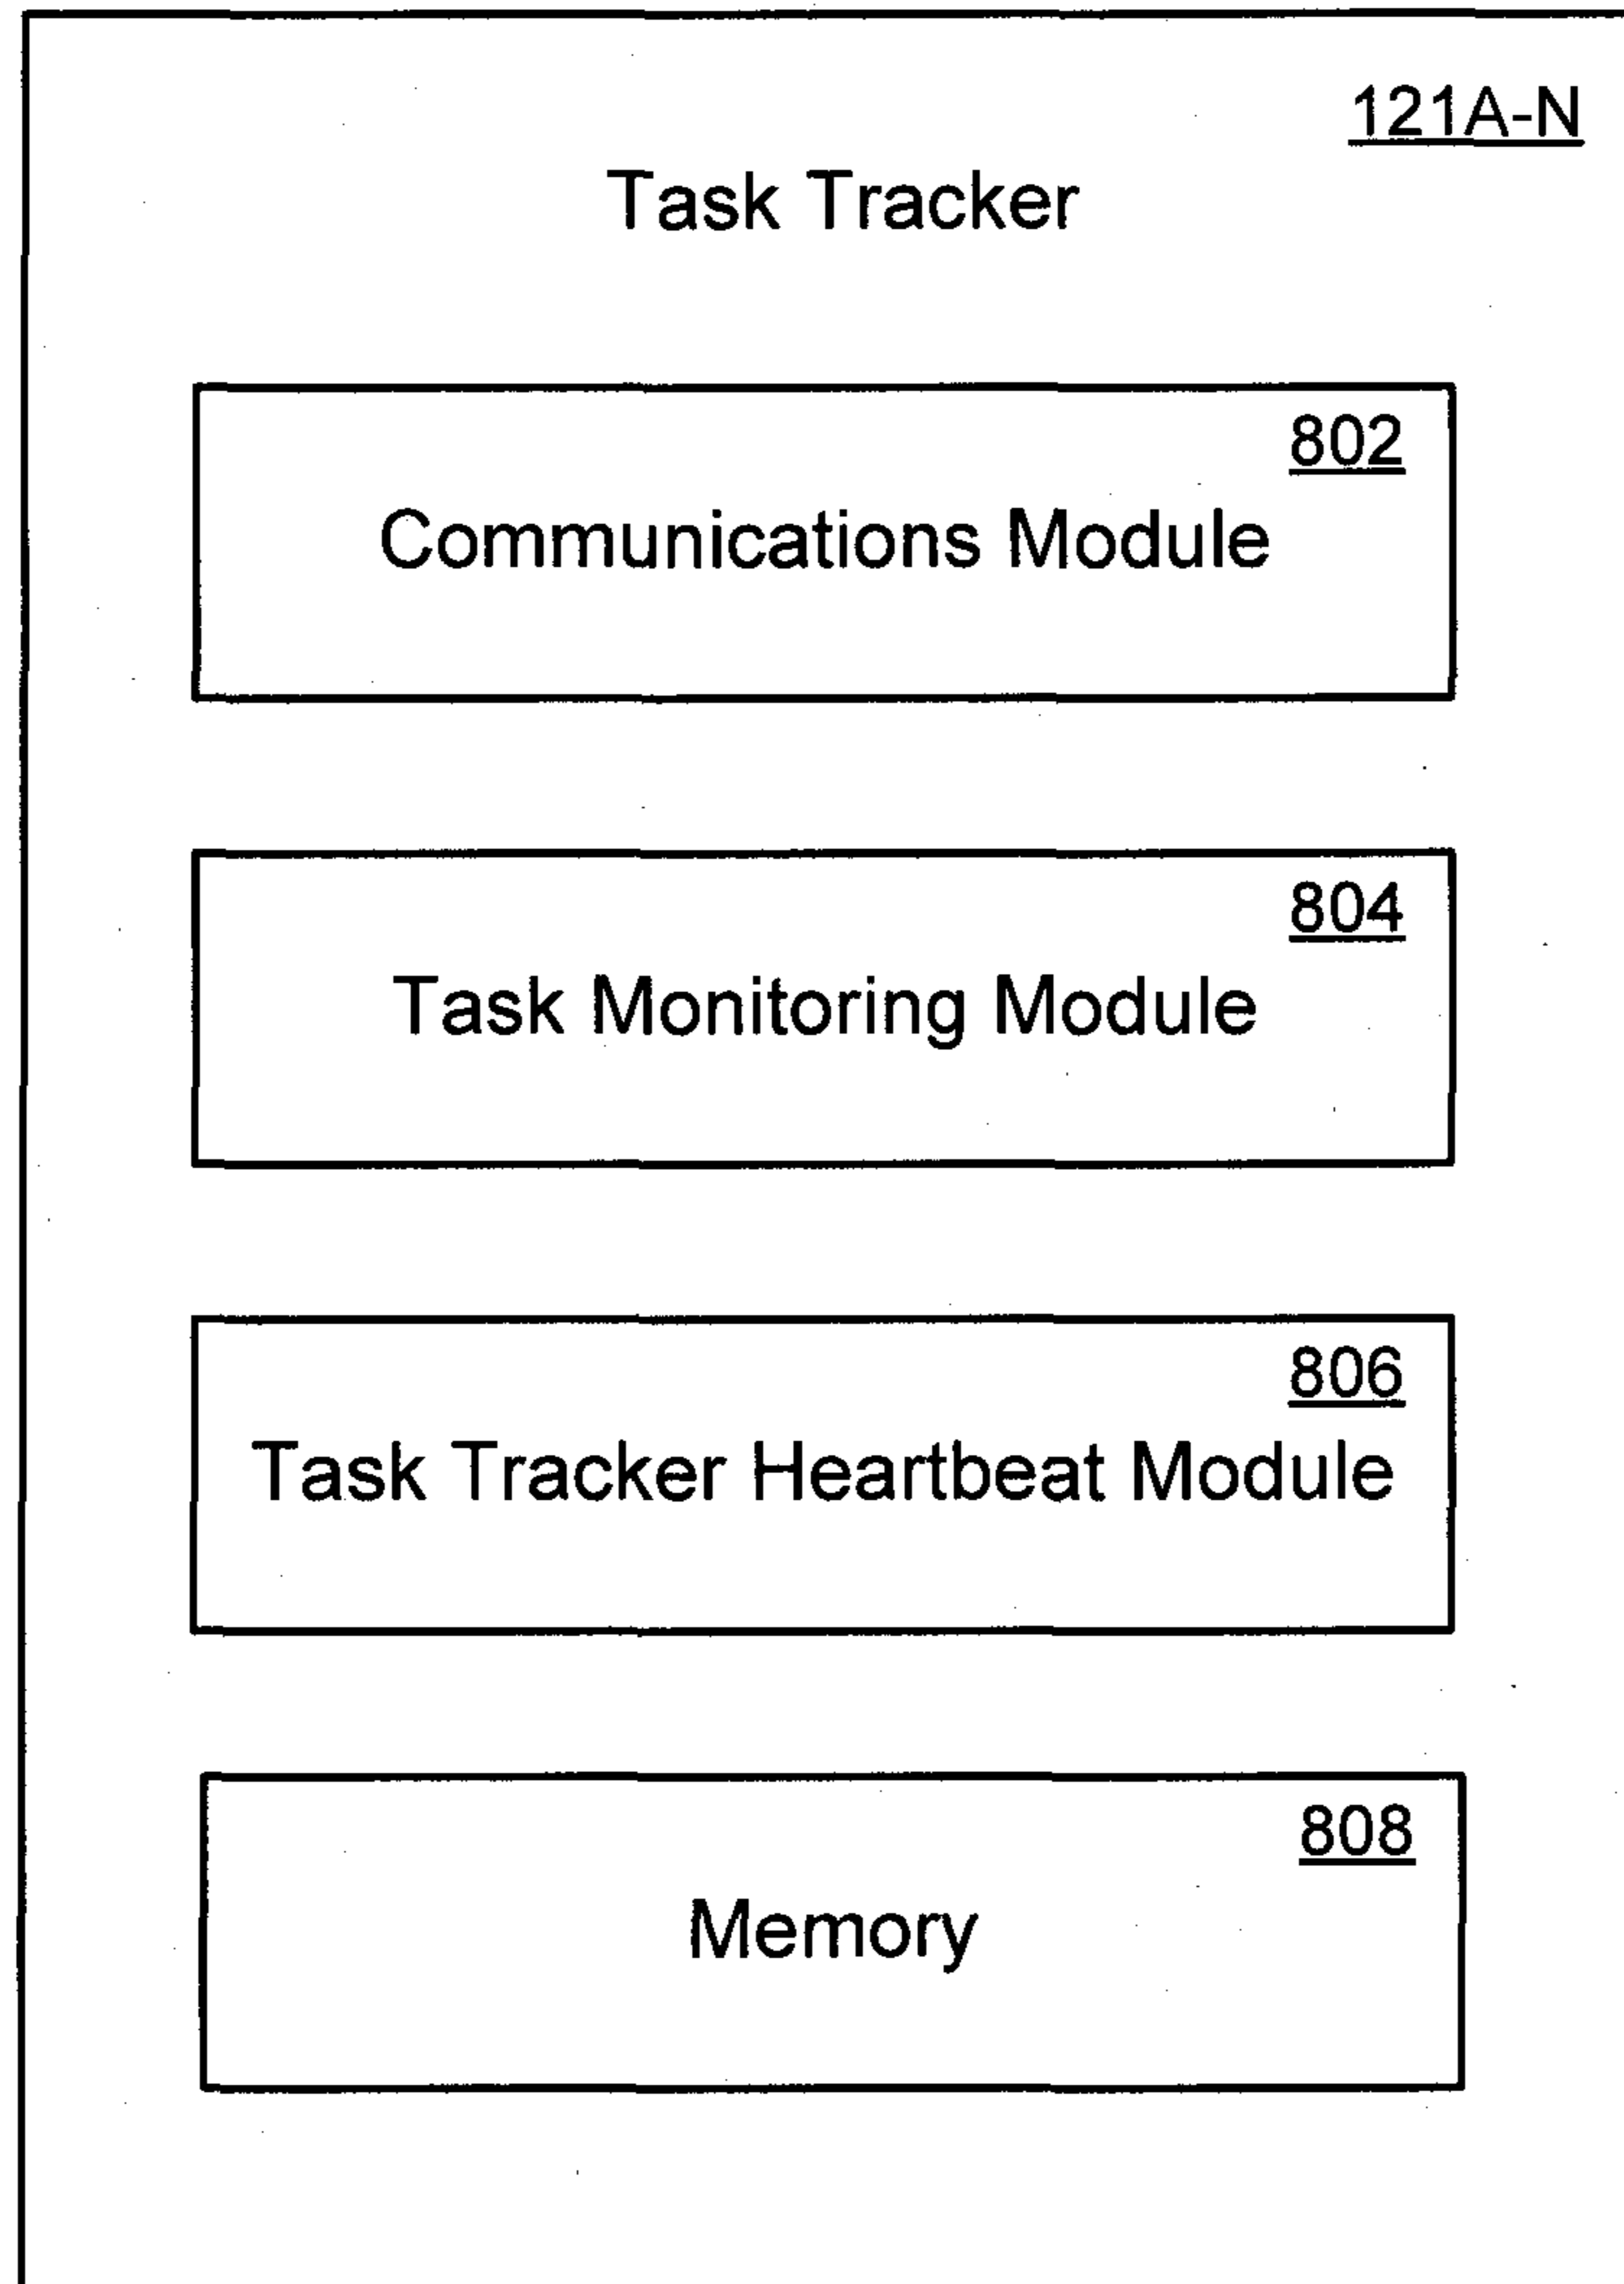 121A-N
Task Tracker
802
Communications Module
804
Task Monitoring Module
806
Task Tracker Heartbeat Module
808
Memory